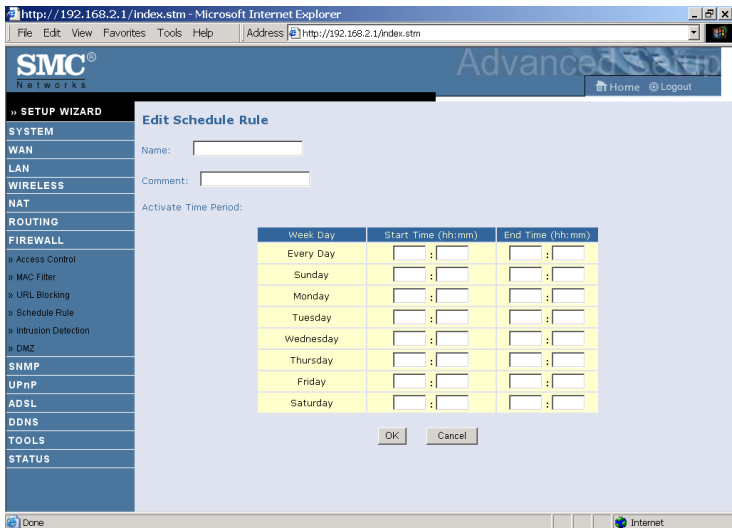 http://192.168.2.1/index.stm - Microsoft Internet Explorer
File Edit View Favorites Tools Help Address http://192.168.2.1/index.stm
SMC®
Networks
Advanced Setup
Home Logout
» SETUP WIZARD
SYSTEM
WAN
LAN
WIRELESS
NAT
ROUTING
FIREWALL
» Access Control
» MAC Filter
» URL Blocking
» Schedule Rule
» Intrusion Detection
» DMZ
SNMP
UPnP
ADSL
DDNS
TOOLS
STATUS
Edit Schedule Rule
Name:
Comment:
Activate Time Period:
Week Day Start Time (hh:mm) End Time (hh:mm)
Every Day : :
Sunday : :
Monday : :
Tuesday : :
Wednesday : :
Thursday : :
Friday : :
Saturday : :
OK Cancel
Done Internet